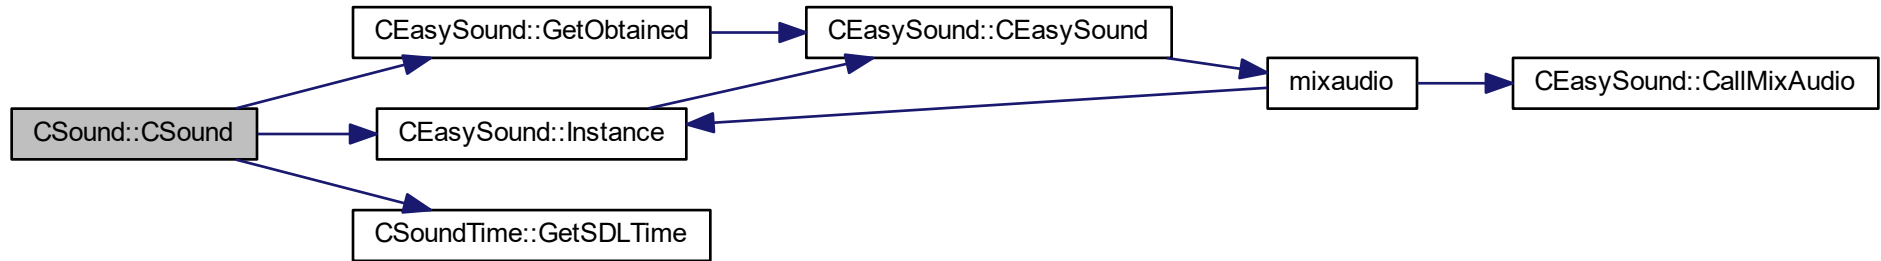 CEasySound::GetObtained
CEasySound::CEasySound
mixaudio
CEasySound::CallMixAudio
CSound::CSound
CEasySound::Instance
CSoundTime::GetSDLTime